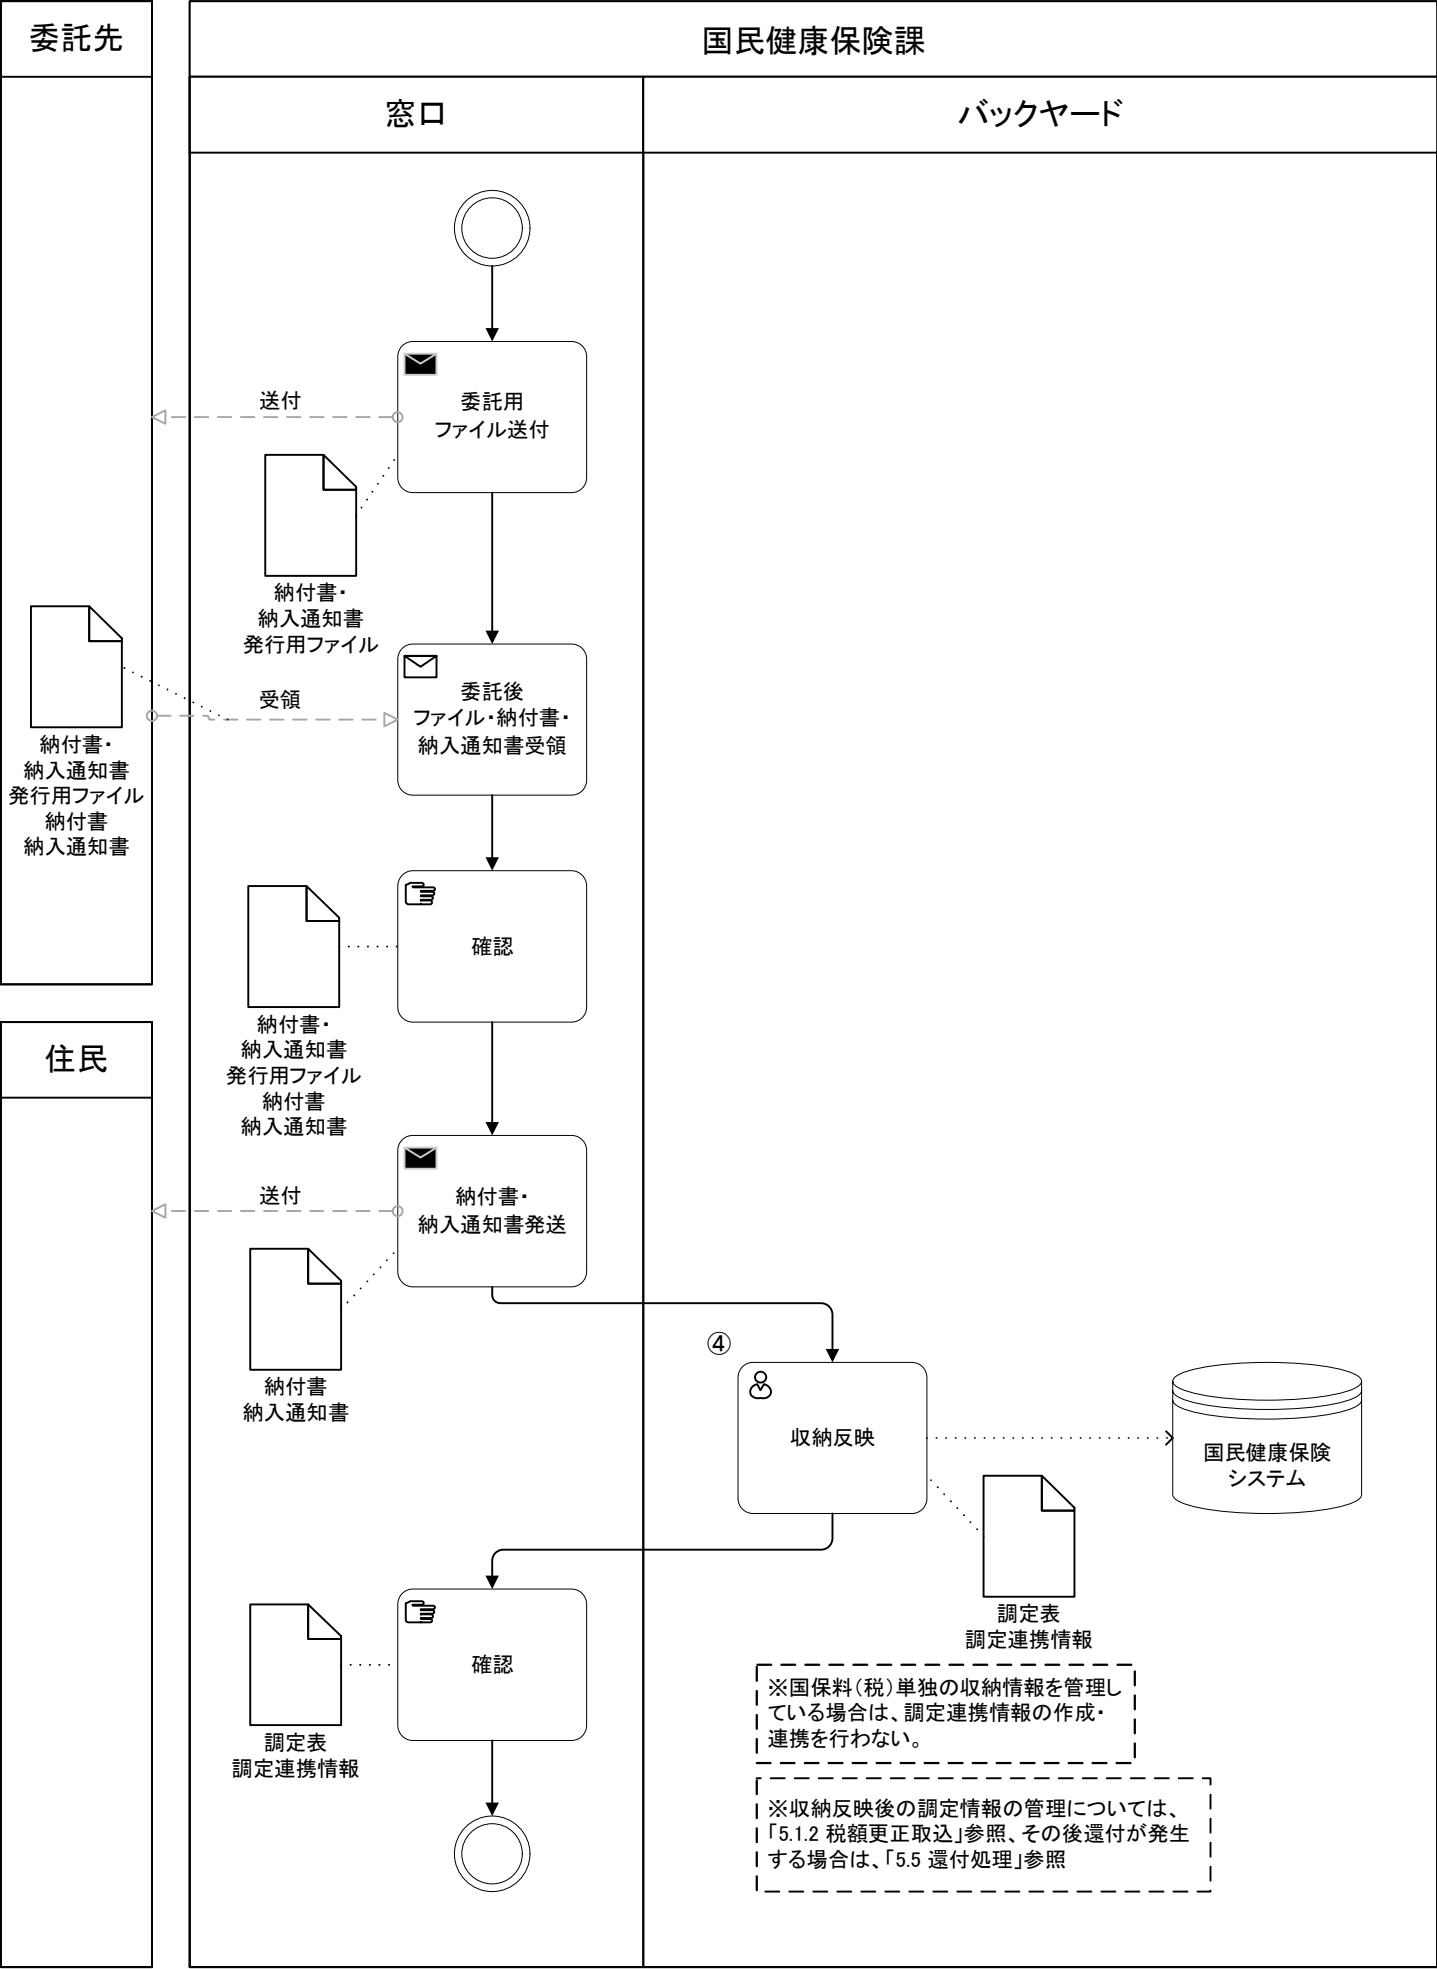 委託先
国民健康保険課
窓口
バックヤード
送付
委託用
ファイル送付
納付書・
納入通知書
発行用ファイル
受領
委託後
ファイル・納付書・
納入通知書受領
納付書・
納入通知書
発行用ファイル
納付書
納入通知書
確認
納付書・
納入通知書
発行用ファイル
納付書
納入通知書
住民
送付
納付書・
納入通知書発送
納付書
納入通知書
④
収納反映
国民健康保険
システム
調定表
調定連携情報
確認
調定表
調定連携情報
※国保料（税）単独の収納情報を管理し
ている場合は、調定連携情報の作成・
連携を行わない。
※収納反映後の調定情報の管理については、
「5.1.2 税額更正取込」参照、その後還付が発生
する場合は、「5.5 還付処理」参照